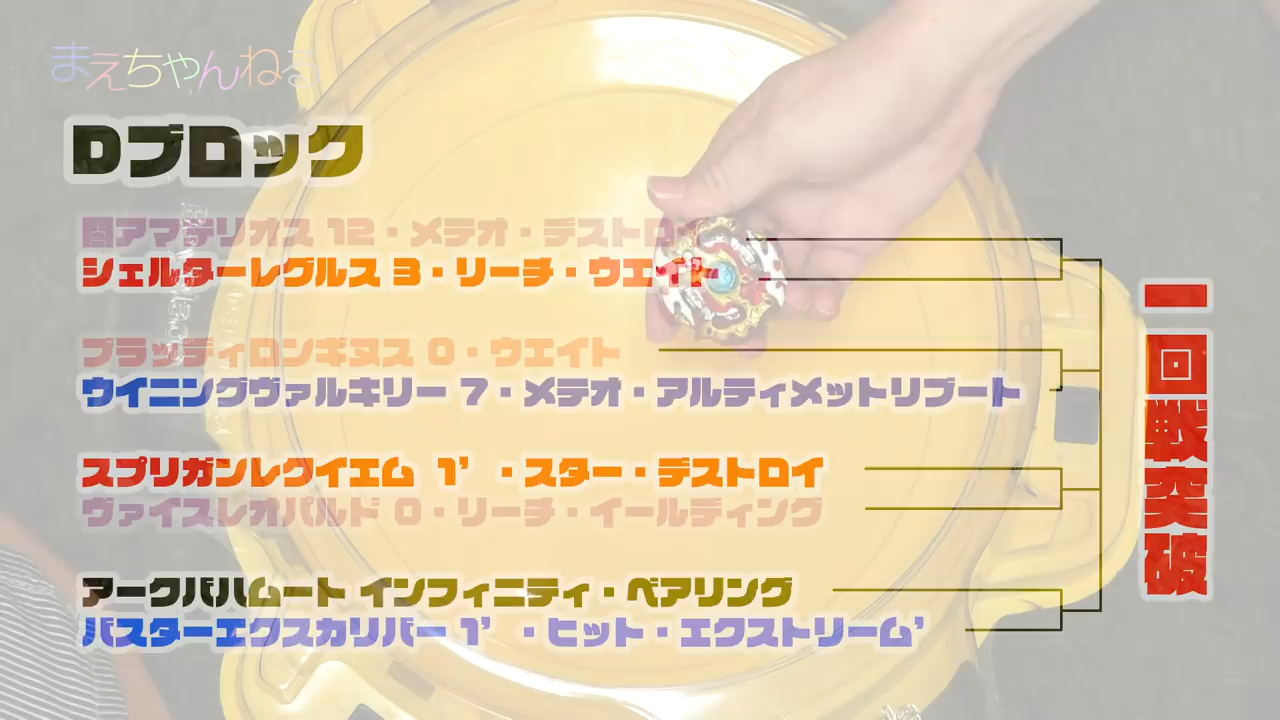 まえちゃんねる
Dブロック
闇アマテリオス 12・メテオ・デストロイ
シェルターレグルス 3・リーチ・ウエイト
ブラッディロンギヌス 0・ウエイト
ウイニングヴァルキリー 7・メテオ・アルティメットリブート
スプリガンレクイエム 1’・スター・デストロイ
ヴァイスレオパルド 0・リーチ・イールディング
アークバハムート インフィニティ・ベアリング
バスターエクスカリバー 1’・ヒット・エクストリーム’
一回戦突破